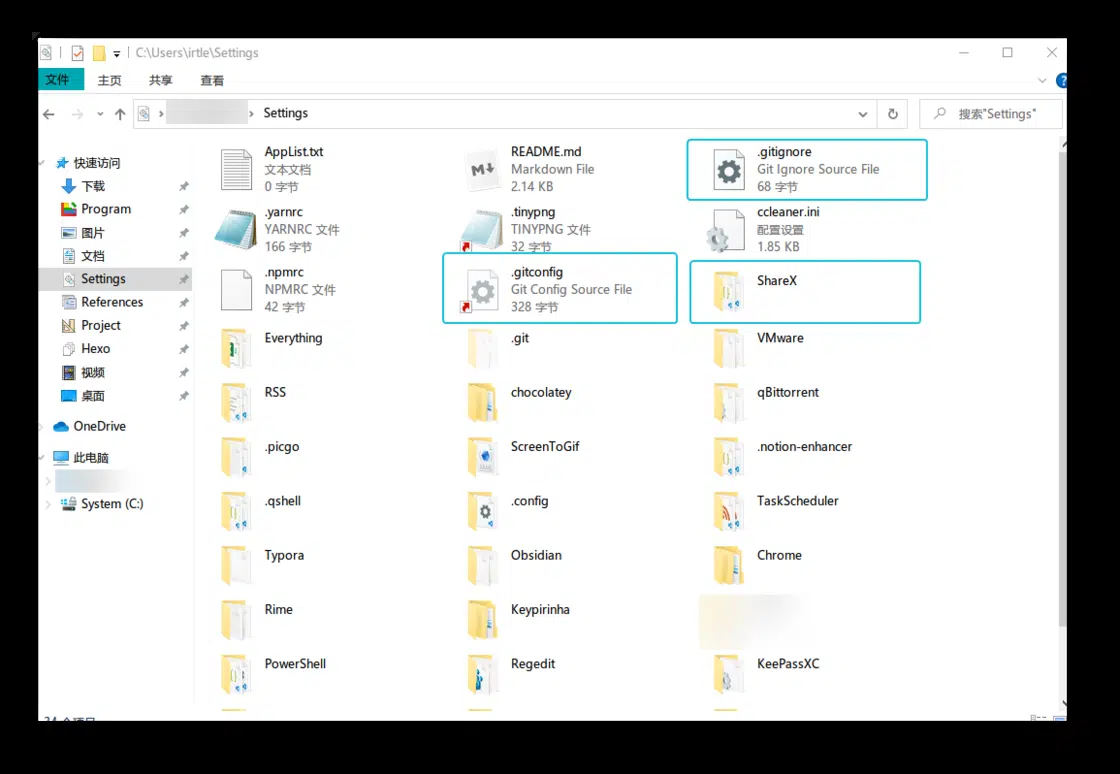 C:\Users\irtle\Settings
文件 主页 共享 查看
Settings
搜索"Settings"
快速访问
下载
Program
图片
文档
Settings
References
Project
Hexo
视频
桌面
OneDrive
此电脑
System (C:)
AppList.txt
文本文档
0 字节
README.md
Markdown File
2.14 KB
.gitignore
Git Ignore Source File
68 字节
.yarnrc
YARNRC 文件
166 字节
.tinypng
TINYPNG 文件
32 字节
ccleaner.ini
配置设置
1.85 KB
.npmrc
NPMRC 文件
42 字节
.gitconfig
Git Config Source File
328 字节
ShareX
Everything
.git
VMware
RSS
chocolatey
qBittorrent
.picgo
ScreenToGif
.notion-enhancer
.qshell
.config
TaskScheduler
Typora
Obsidian
Chrome
Rime
Keypirinha
PowerShell
Regedit
KeePassXC